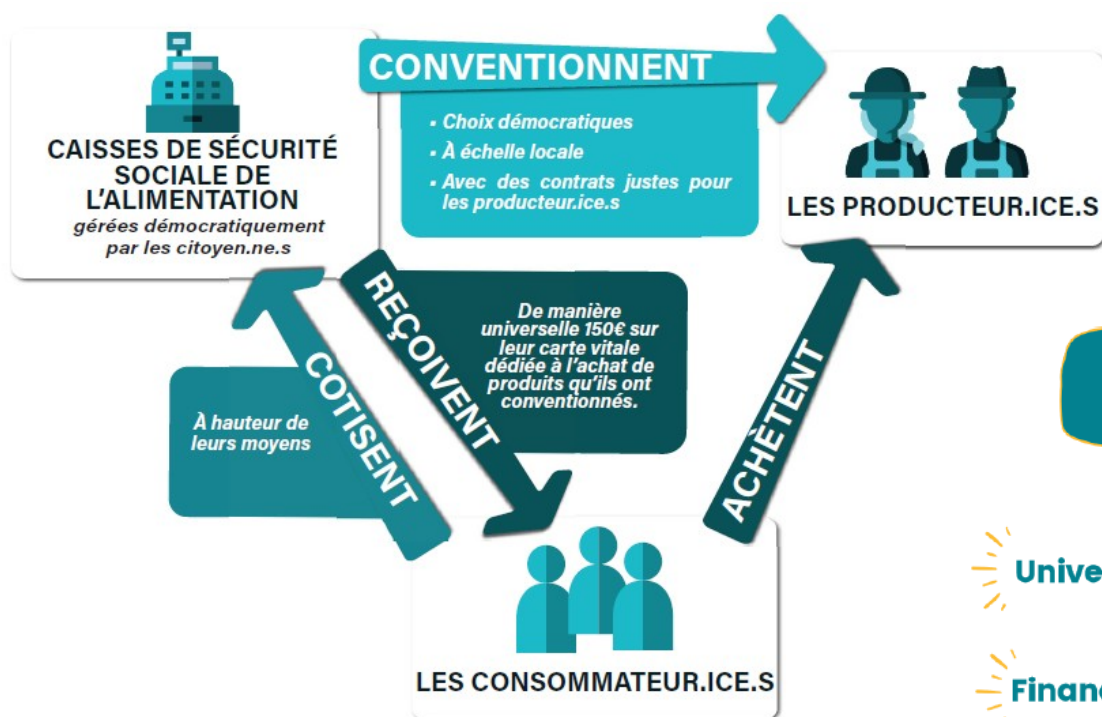 CONVENTIONNENT
CAISSES DE SÉCURITÉ
SOCIALE DE
L'ALIMENTATION
gérées démocratiquement
par les citoyen.ne.s
▪ Choix démocratiques
▪ À échelle locale
▪ Avec des contrats justes pour
les producteur.ice.s
LES PRODUCTEUR.ICE.S
REÇOIVENT
De manière
universelle 150€ sur
leur carte vitale
dédiée à l'achat de
produits qu'ils ont
conventionnés.
COTISENT
À hauteur de
leurs moyens
ACHÈTENT
LES CONSOMMATEUR.ICE.S
Unive
Financ